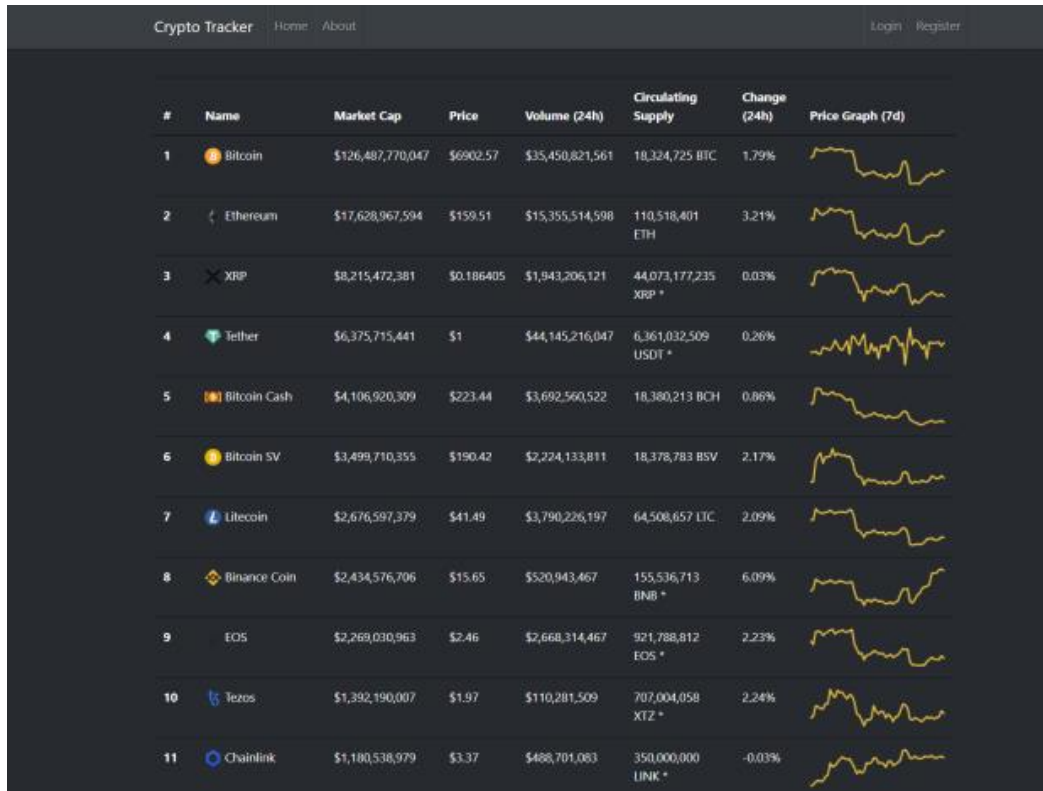 Crypto Tracker Home About Login Register
# Name Market Cap Price Volume (24h) Circulating Supply Change (24h) Price Graph (7d)
1 Bitcoin $126,487,770,047 $6902.57 $35,450,821,561 18,324,725 BTC 1.79%
2 Ethereum $17,628,967,594 $159.51 $15,355,514,598 110,518,401 ETH 3.21%
3 XRP $8,215,472,381 $0.186405 $1,943,206,121 44,073,177,235 XRP * 0.03%
4 Tether $6,375,715,441 $1 $44,145,216,047 6,361,032,509 USDT * 0.26%
5 Bitcoin Cash $4,106,920,309 $223.44 $3,692,560,522 18,380,213 BCH 0.86%
6 Bitcoin SV $3,499,710,355 $190.42 $2,224,133,811 18,378,783 BSV 2.17%
7 Litecoin $2,676,597,379 $41.49 $3,790,226,197 64,508,657 LTC 2.09%
8 Binance Coin $2,434,576,706 $15.65 $520,943,467 155,536,713 BNB * 6.09%
9 EOS $2,269,030,963 $2.46 $2,668,314,467 921,788,812 EOS * 2.23%
10 Tezos $1,392,190,007 $1.97 $110,281,509 707,004,058 XTZ * 2.24%
11 Chainlink $1,180,538,979 $3.37 $488,701,083 350,000,000 LINK * -0.03%